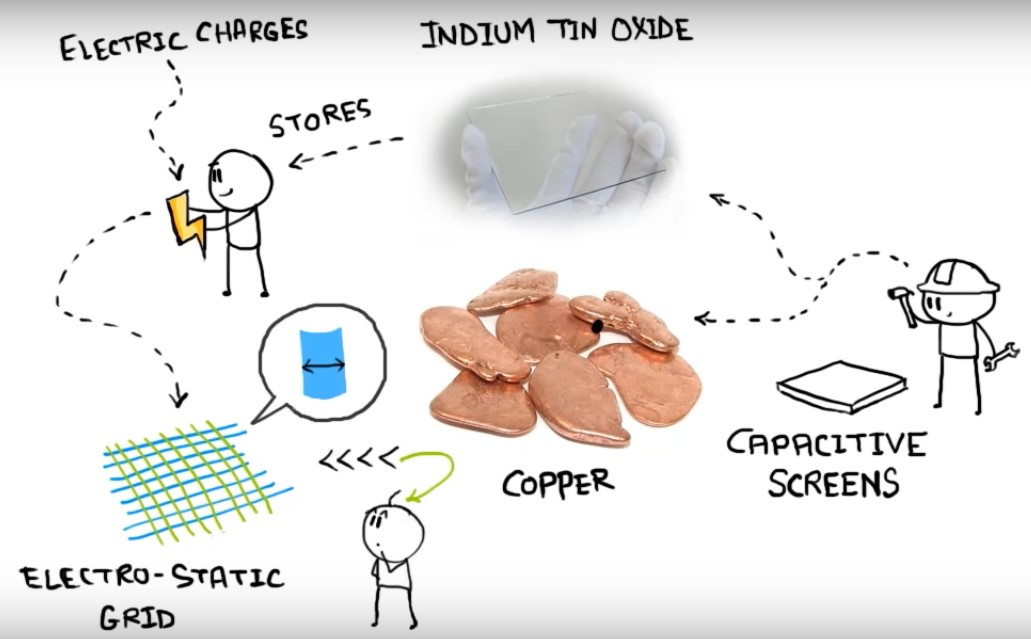 ELECTRIC CHARGES
INDIUM TIN OXIDE
STORES
COPPER
CAPACITIVE
SCREENS
ELECTRO-STATIC
GRID